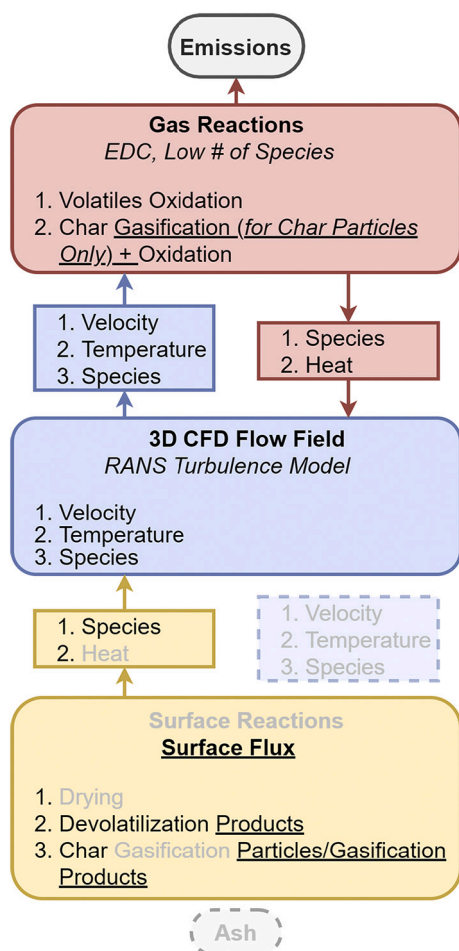 Emissions
Gas Reactions
EDC, Low # of Species
1. Volatiles Oxidation
2. Char Gasification (for Char Particles
Only) + Oxidation
1. Velocity
2. Temperature
3. Species
1. Species
2. Heat
3D CFD Flow Field
RANS Turbulence Model
1. Velocity
2. Temperature
3. Species
1. Species
2. Heat
1. Velocity
2. Temperature
3. Species
Surface Reactions
Surface Flux
1. Drying
2. Devolatilization Products
3. Char Gasification Particles/Gasification
Products
Ash